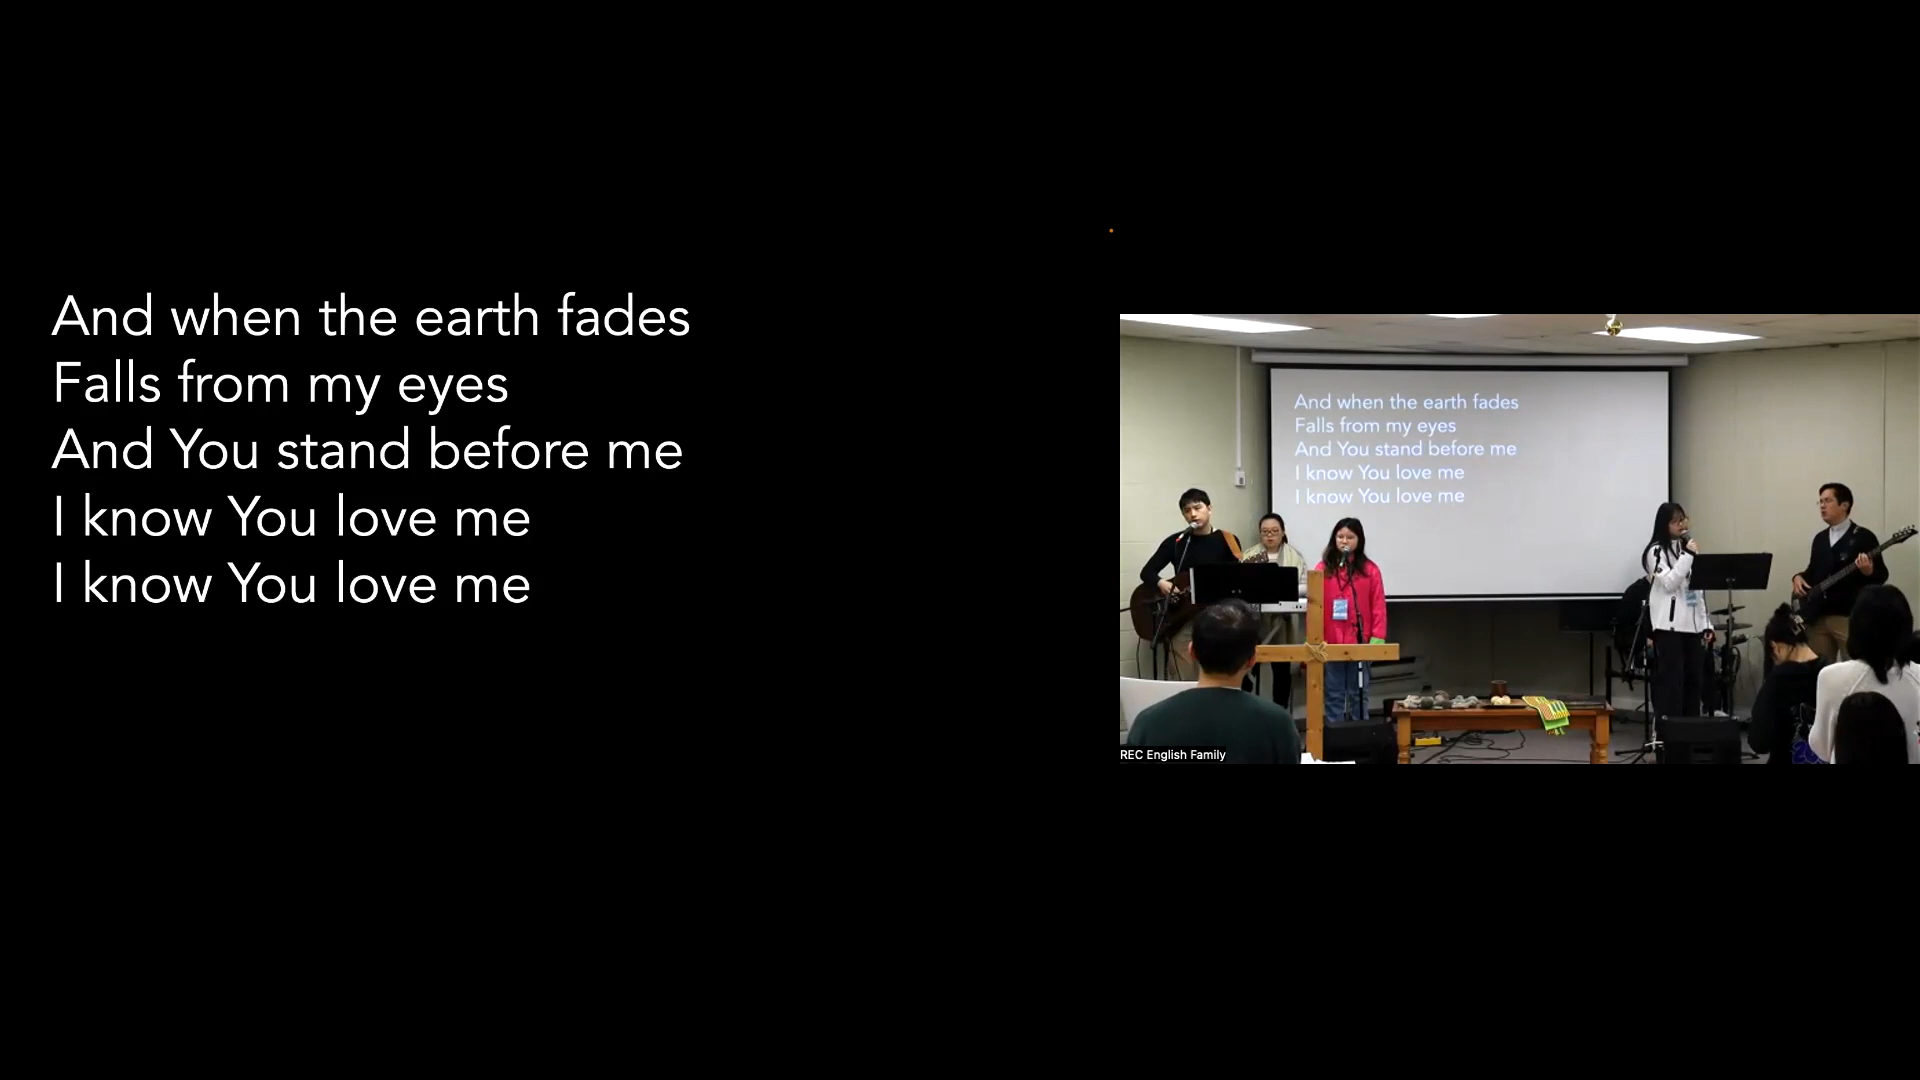 And when the earth fades
Falls from my eyes
And You stand before me
I know You love me
I know You love me
And when the earth fades
Falls from my eyes
And You stand before me
I know You love me
I know You love me
REC English Family